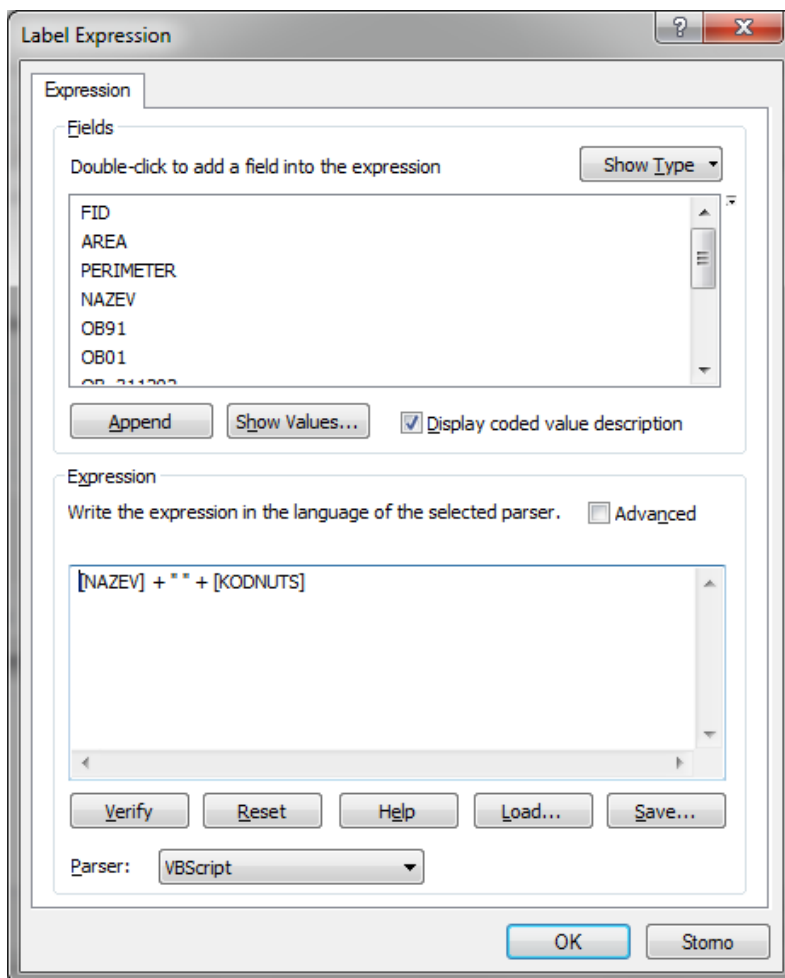 Label Expression
Expression
Fields
Double-click to add a field into the expression
Show Type
FID
AREA
PERIMETER
NAZEV
OB91
OB01
Append
Show Values...
Display coded value description
Expression
Write the expression in the language of the selected parser.
Advanced
[NAZEV] + " " + [KODNUTS]
Verify
Reset
Help
Load...
Save...
Parser:
VBScript
OK
Storno